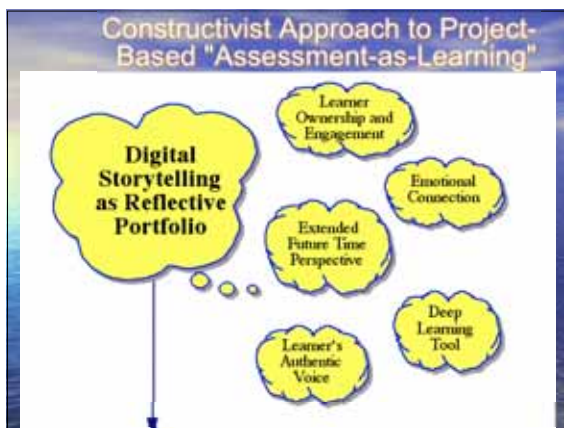 Constructivist Approach to Project-
Based "Assessment-as-Learning"
Digital
Storytelling
as Reflective
Portfolio
Learner
Ownership and
Engagement
Emotional
Connection
Extended
Future Time
Perspective
Deep
Learning
Tool
Learner's
Authentic
Voice